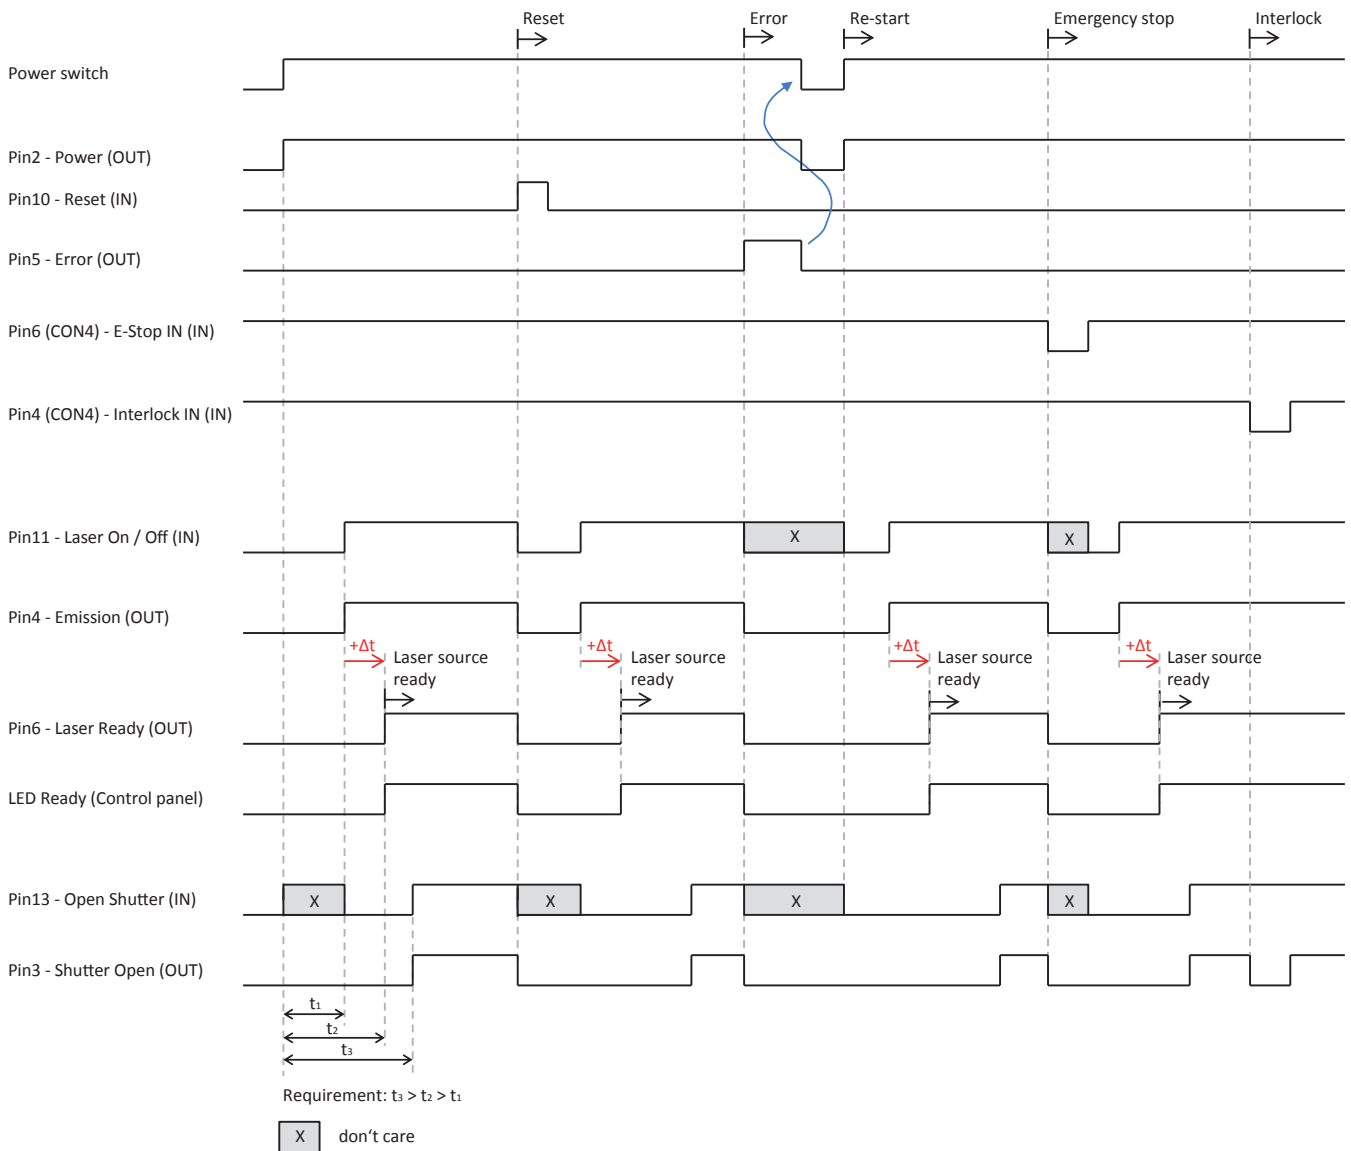 Reset Error Re-start Emergency stop Interlock
Power switch
Pin2 - Power (OUT)
Pin10 - Reset (IN)
Pin5 - Error (OUT)
Pin6 (CON4) - E-Stop IN (IN)
Pin4 (CON4) - Interlock IN (IN)
Pin11 - Laser On / Off (IN) X X
Pin4 - Emission (OUT)
+Δt Laser source +Δt Laser source +Δt Laser source +Δt Laser source
ready ready ready ready
Pin6 - Laser Ready (OUT)
LED Ready (Control panel)
Pin13 - Open Shutter (IN) X X X X
Pin3 - Shutter Open (OUT)
t₁
t₂
t₃
Requirement: t₃ > t₂ > t₁
X don‘t care